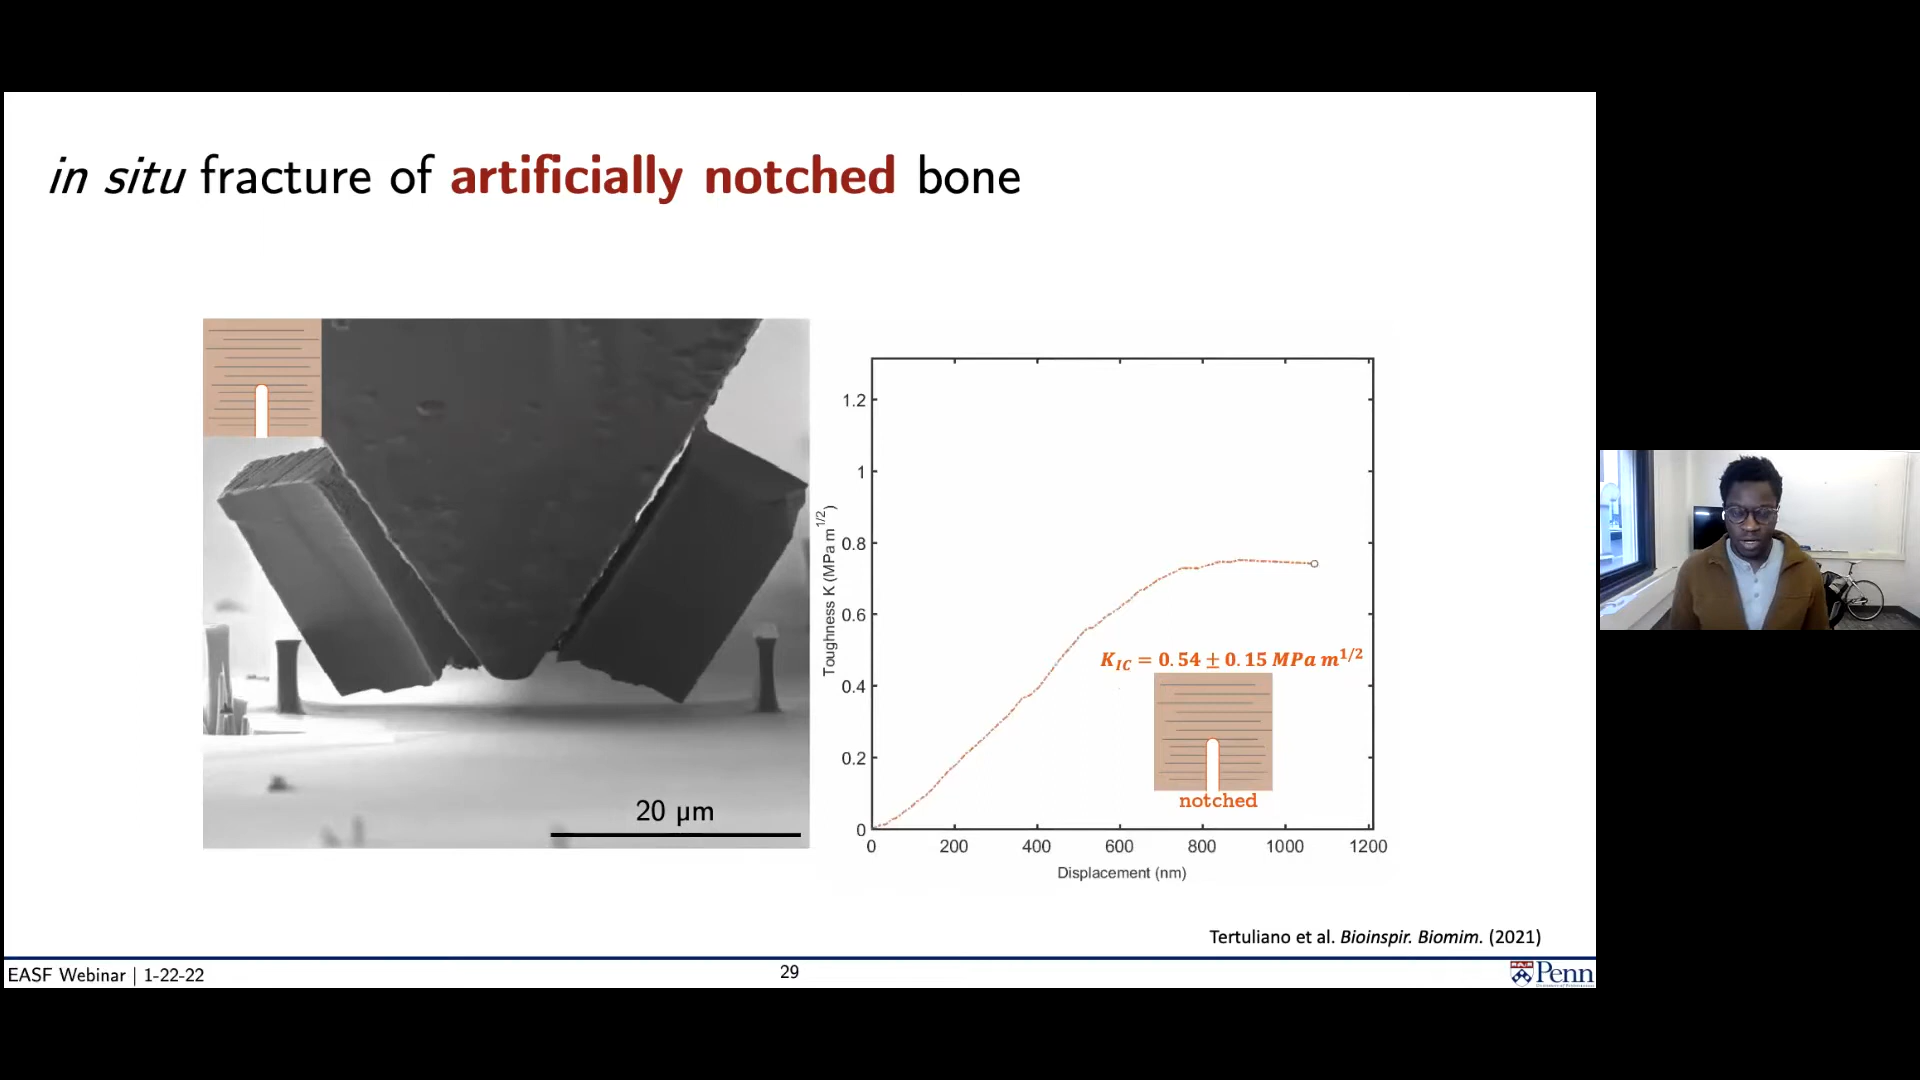 in situ fracture of artificially notched bone
20 µm
1.2
1
0.8
0.6
0.4
0.2
0
Toughness K (MPa m^1/2)
K_IC = 0.54 ± 0.15 MPa m^1/2
notched
0 200 400 600 800 1000 1200
Displacement (nm)
Tertuliano et al. Bioinspir. Biomim. (2021)
EASF Webinar | 1-22-22
29
Penn